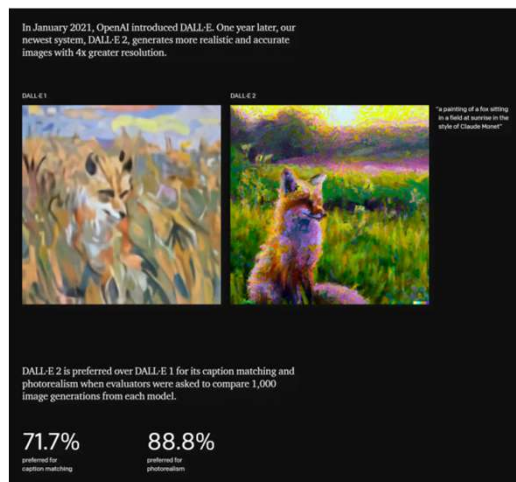 In January 2021, OpenAI introduced DALL·E. One year later, our
newest system, DALL·E 2, generates more realistic and accurate
images with 4x greater resolution.
DALL·E 1
DALL·E 2
"a painting of a fox sitting
in a field at sunrise in the
style of Claude Monet"
DALL·E 2 is preferred over DALL·E 1 for its caption matching and
photorealism when evaluators were asked to compare 1,000
image generations from each model.
71.7%
preferred for
caption matching
88.8%
preferred for
photorealism